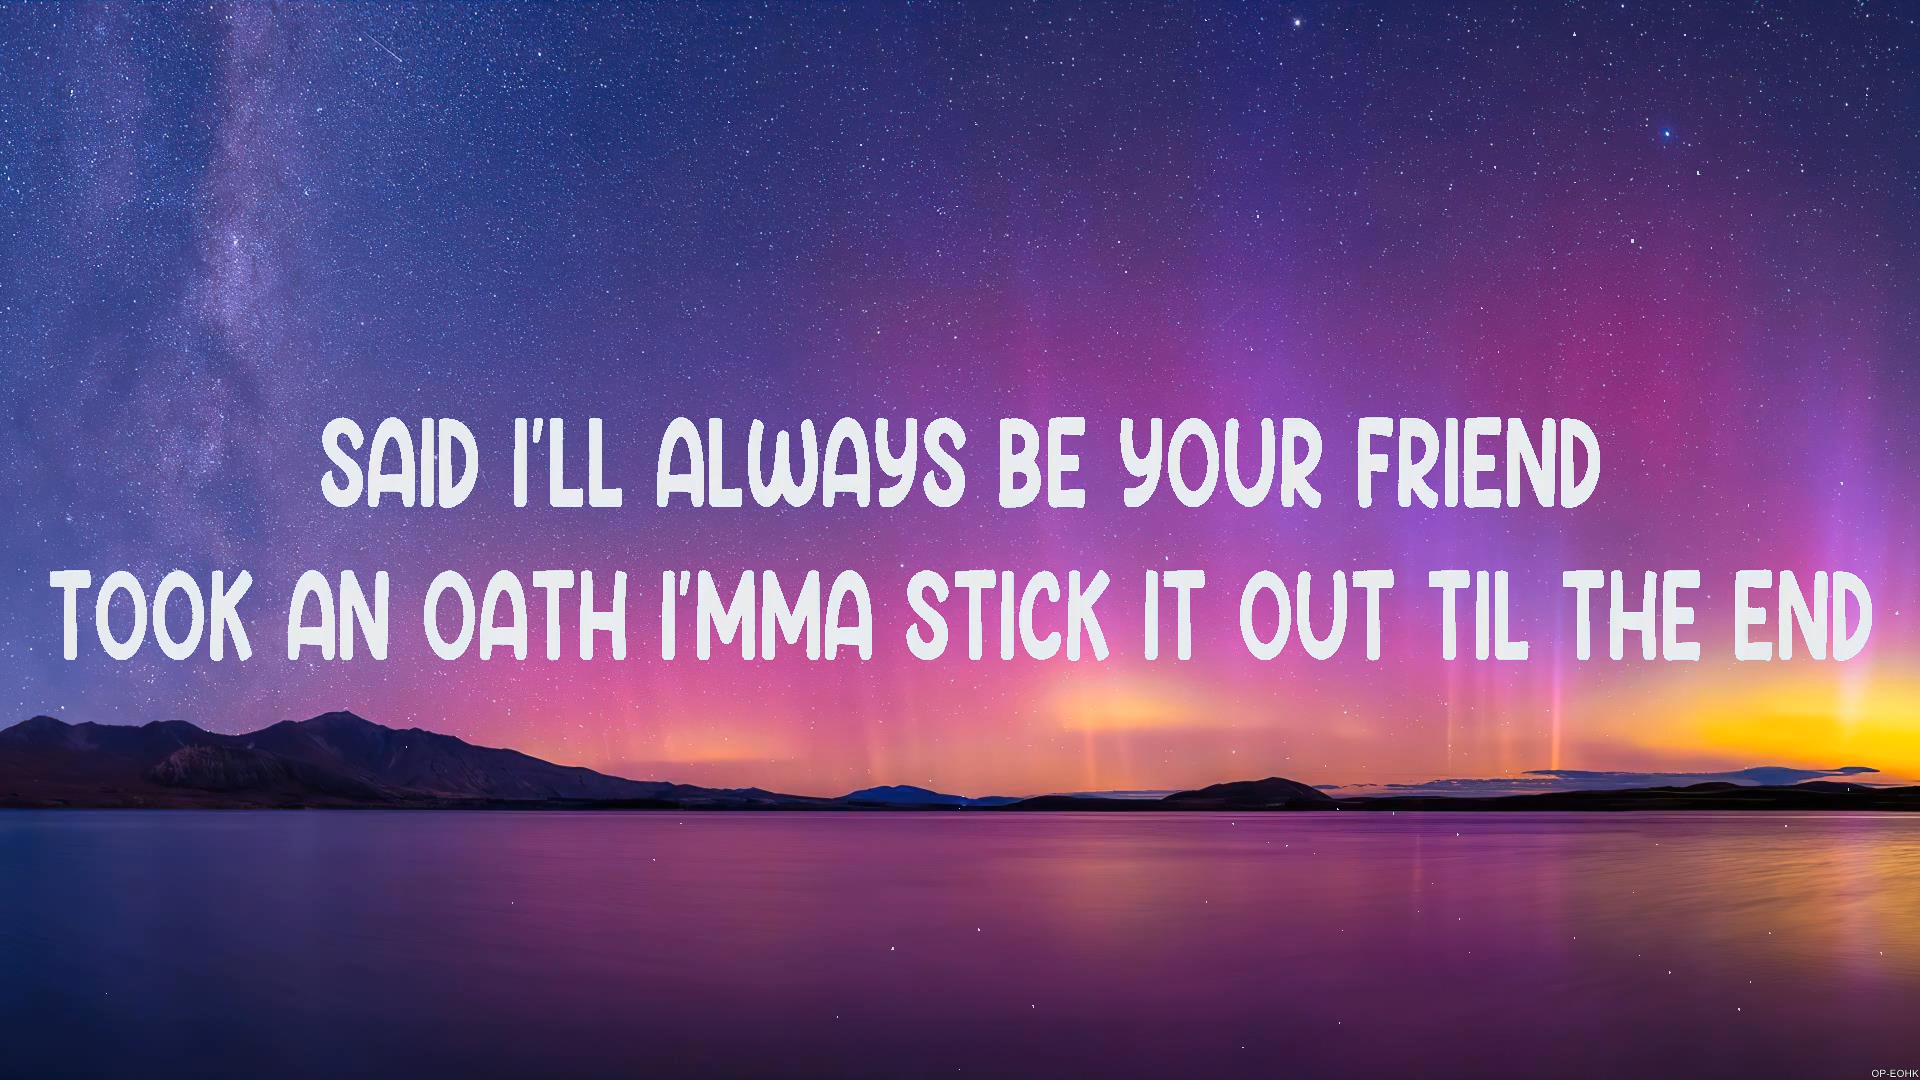 SAID I'LL ALWAYS BE YOUR FRIEND
TOOK AN OATH I'MMA STICK IT OUT TIL THE END
OP-EOHK